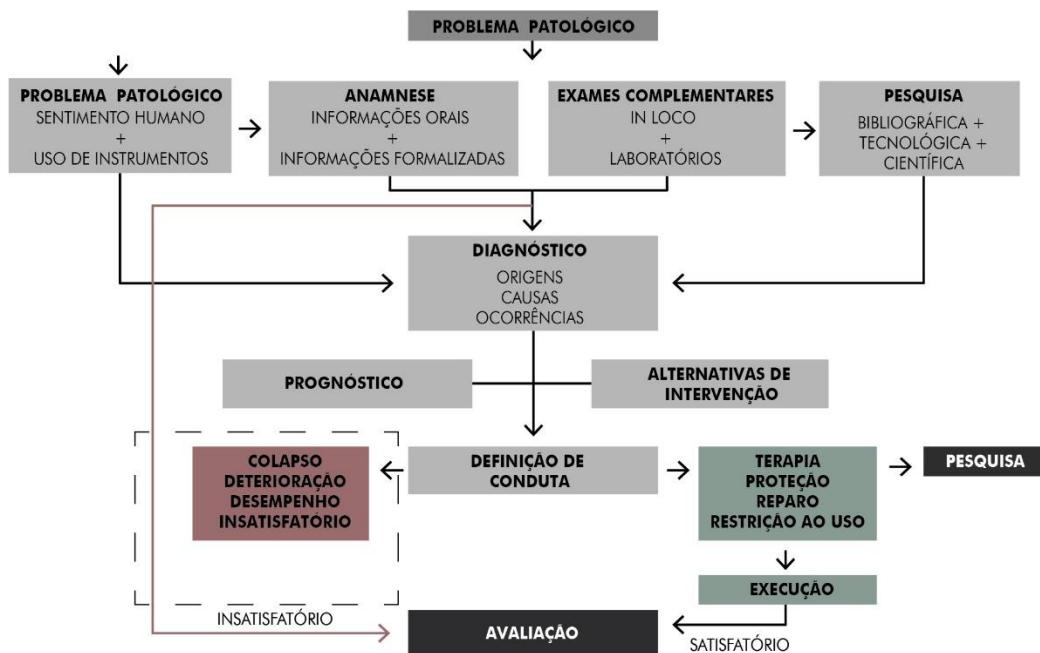 PROBLEMA PATOLÓGICO
PROBLEMA PATOLÓGICO
SENTIMENTO HUMANO
+
USO DE INSTRUMENTOS
ANAMNESE
INFORMAÇÕES ORAIS
+
INFORMAÇÕES FORMALIZADAS
EXAMES COMPLEMENTARES
IN LOCO
+
LABORATÓRIOS
PESQUISA
BIBLIOGRÁFICA +
TECNOLÓGICA +
CIENTÍFICA
DIAGNÓSTICO
ORIGENS
CAUSAS
OCORRÊNCIAS
PROGNÓSTICO
ALTERNATIVAS DE
INTERVENÇÃO
COLAPSO
DETERIORAÇÃO
DESEMPENHO
INSATISFATÓRIO
DEFINIÇÃO DE
CONDUTA
TERAPIA
PROTEÇÃO
REPARO
RESTRIÇÃO AO USO
PESQUISA
EXECUÇÃO
INSATISFATÓRIO
AVALIAÇÃO
SATISFATÓRIO